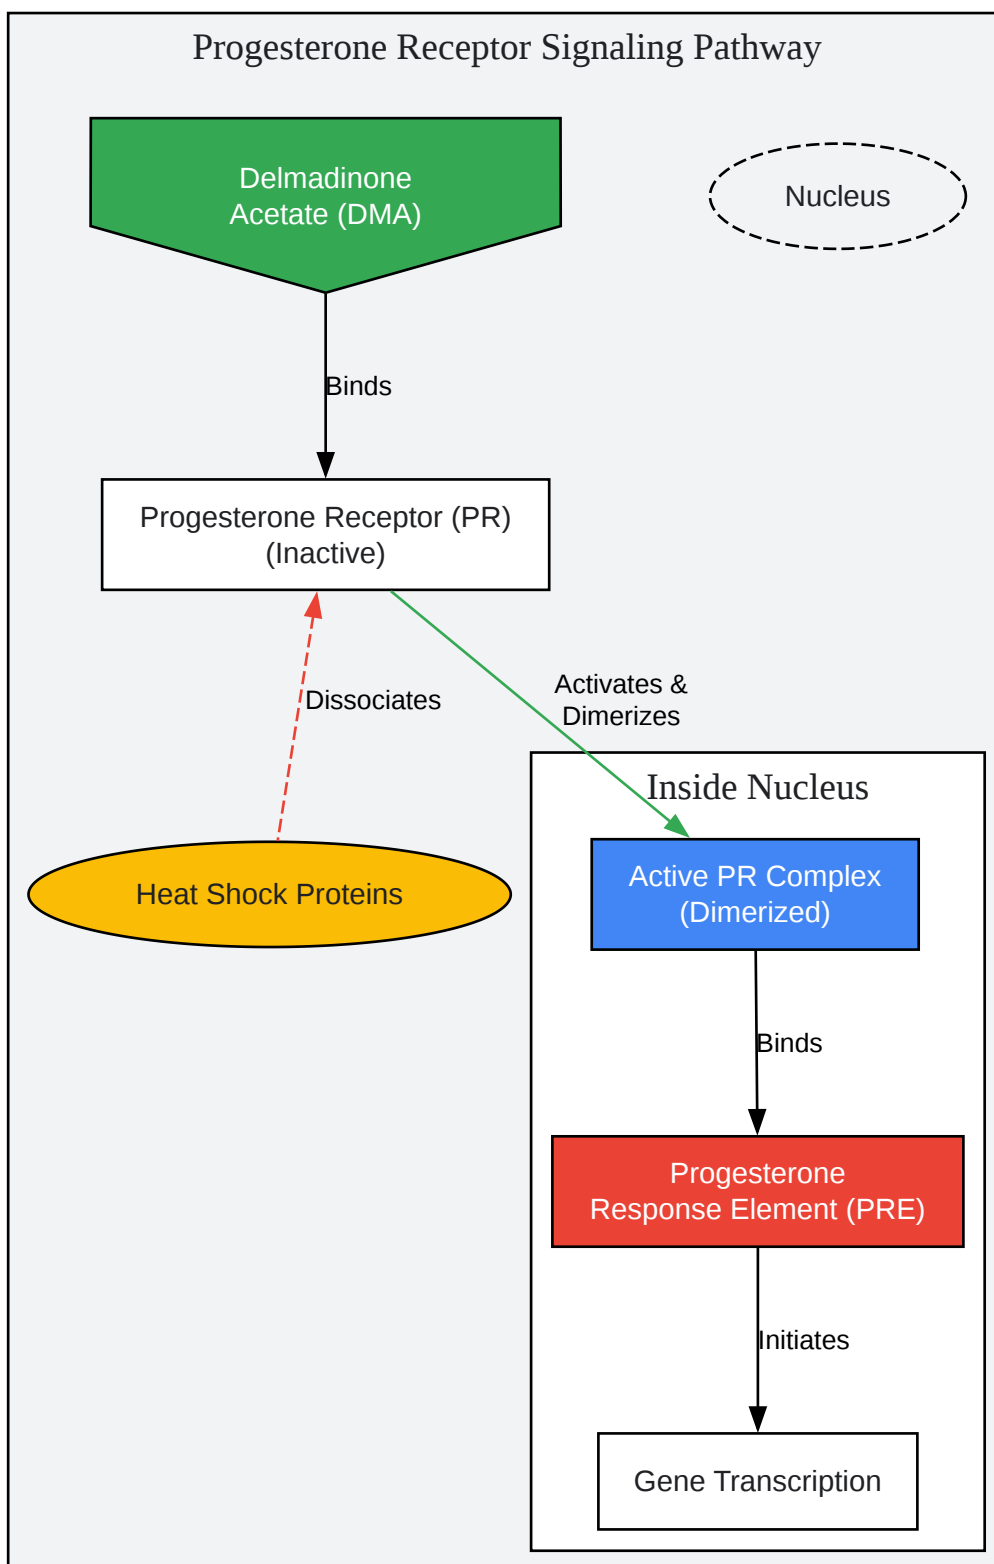 Progesterone Receptor Signaling Pathway
Delmadinone
Acetate (DMA)
Nucleus
Binds
Progesterone Receptor (PR)
(Inactive)
Activates &
Dimerizes
Dissociates
Inside Nucleus
Heat Shock Proteins
Active PR Complex
(Dimerized)
Binds
Progesterone
Response Element (PRE)
Initiates
Gene Transcription